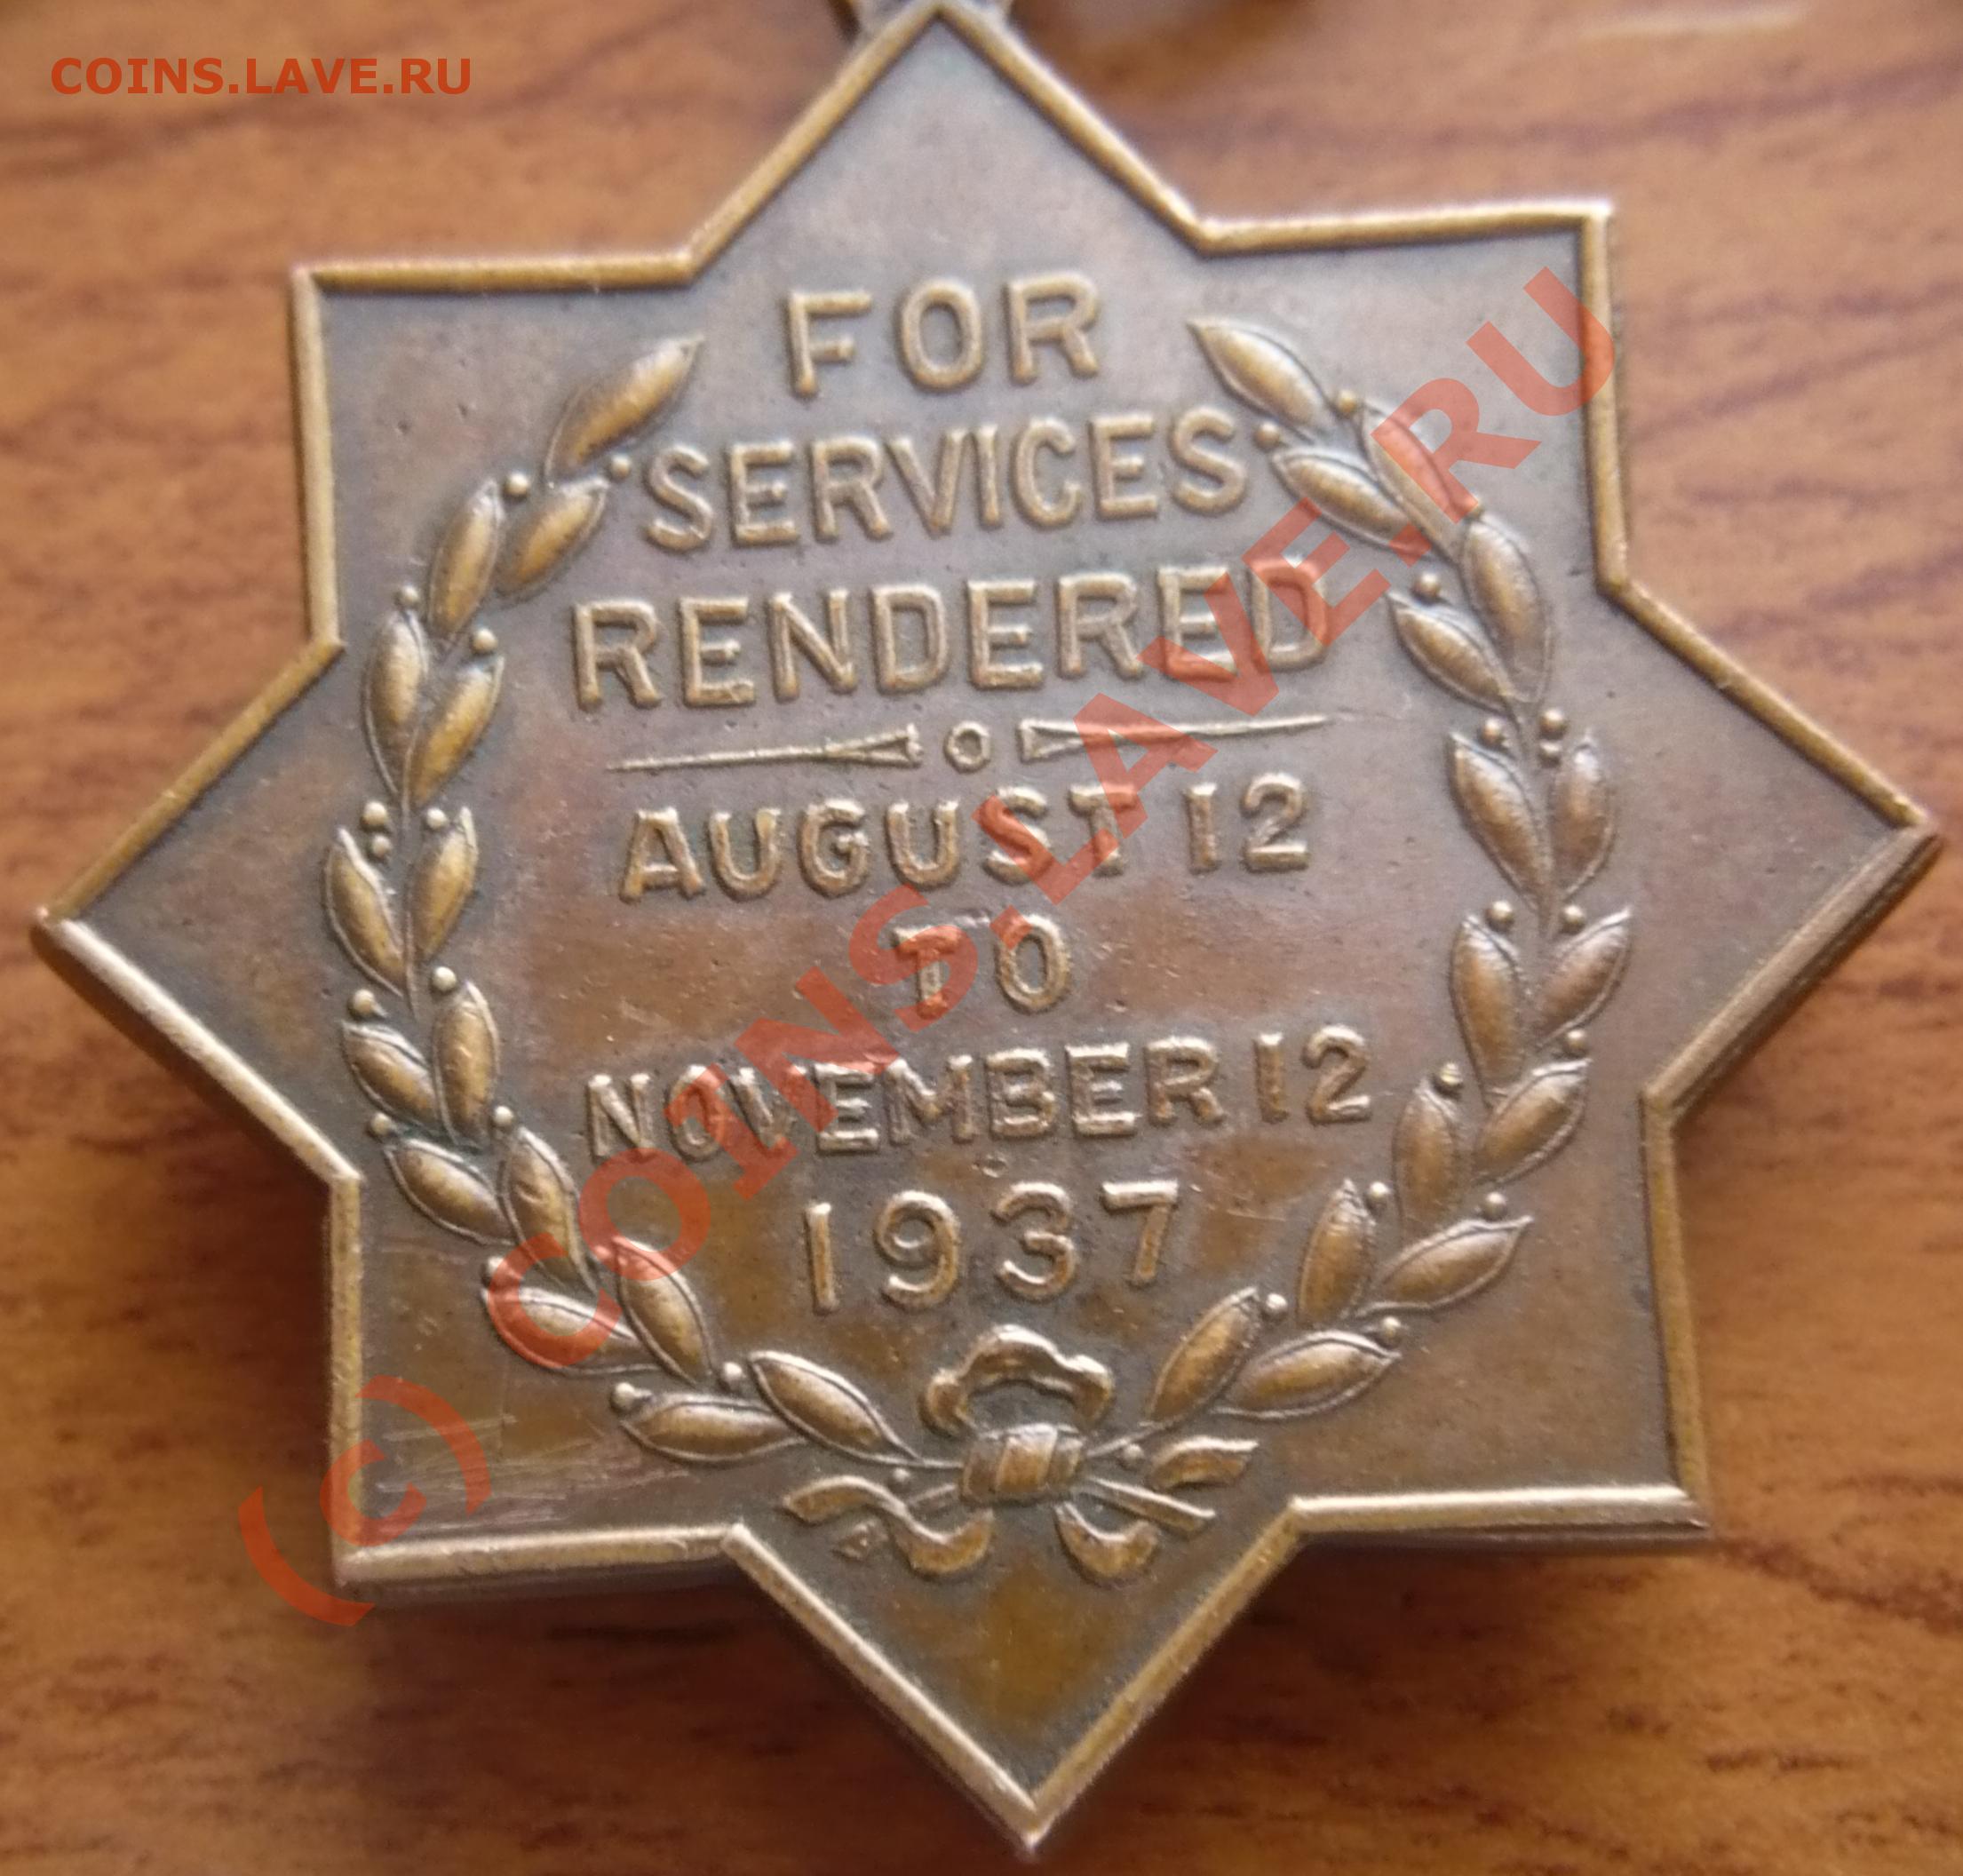 COINS.LAVE.RU
FOR
SERVICES
RENDERED
AUGUST 12
TO
NOVEMBER 12
1937
(c) COINS.LAVE.RU